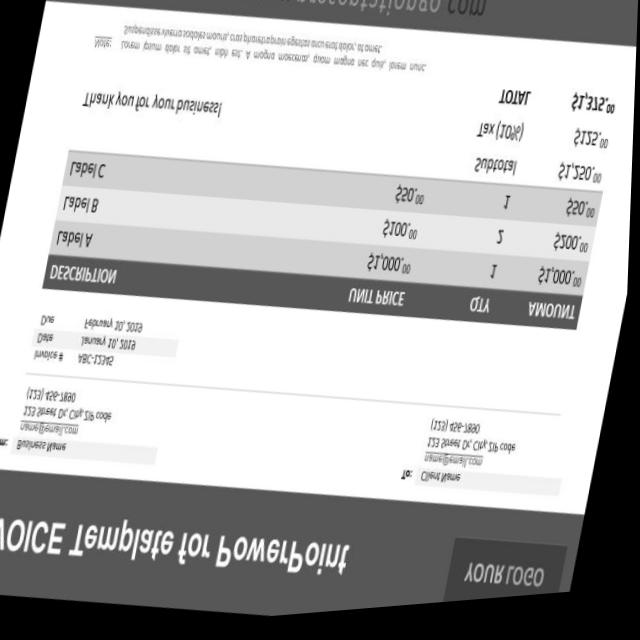 VOICE Template for PowerPoint
YOUR LOGO
m: Business Name
name@email.com
123 Street Dr, City, ZIP code
(123) 456-7890
To: Client Name
name@email.com
123 Street Dr, City, ZIP code
(123) 456-7890
Invoice # ABC-12345
Date January 10, 2019
Due February 10, 2019
DESCRIPTION UNIT PRICE QTY AMOUNT
Label A $1,000.00 1 $1,000.00
Label B $100.00 2 $200.00
Label C $50.00 1 $50.00
Subtotal $1,250.00
Tax (10%) $125.00
Thank you for your business!
TOTAL $1,375.00
Note: Lorem ipsum dolor sit amet, nibh est. A magna maecenas, quam magna nec quis, lorem nunc.
Suspendisse viverra sodales mauris, cras pharetra proin egestas arcu erat dolor, at amet.
presentationgo.com